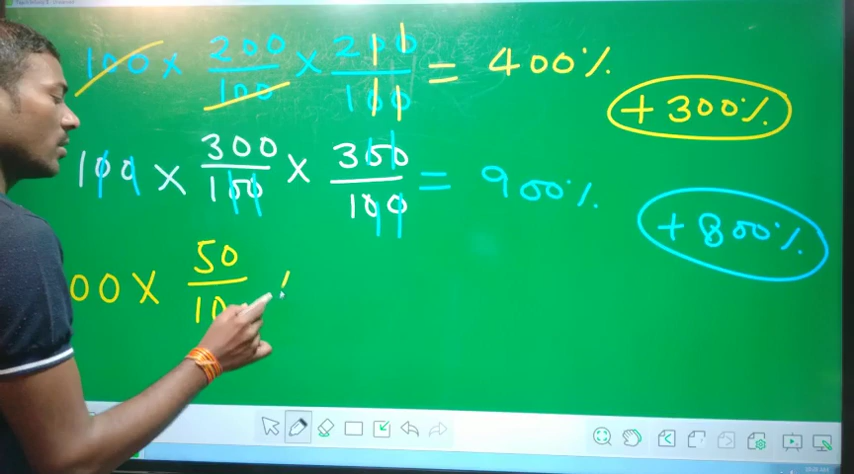 100 × 200/100 × 200/100 = 400%
+ 300%
100 × 300/100 × 300/100 = 900%
+ 800%
00 × 50/10